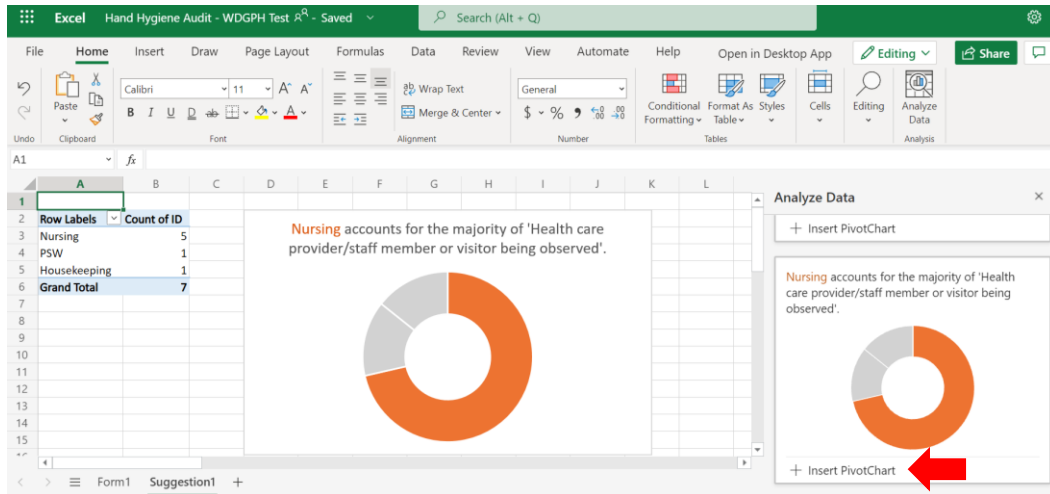 Excel Hand Hygiene Audit - WDGPH Test - Saved Search (Alt + Q)
File Home Insert Draw Page Layout Formulas Data Review View Automate Help Open in Desktop App Editing Share
Calibri 11 A^ A˅ Wrap Text General
Paste B I U D ab A Merge & Center $ % 9 .00 .00 Conditional Formatting Format As Table Styles Cells Editing Analyze Data
Undo Clipboard Font Alignment Number Tables Analysis
A1 fx
A B C D E F G H I J K L
Analyze Data
1
2 Row Labels Count of ID
3 Nursing 5
4 PSW 1
5 Housekeeping 1
6 Grand Total 7
7
8
9
10
11
12
13
14
15
Nursing accounts for the majority of 'Health care
provider/staff member or visitor being observed'.
+ Insert PivotChart
Nursing accounts for the majority of 'Health
care provider/staff member or visitor being
observed'.
+ Insert PivotChart
Form1 Suggestion1 +